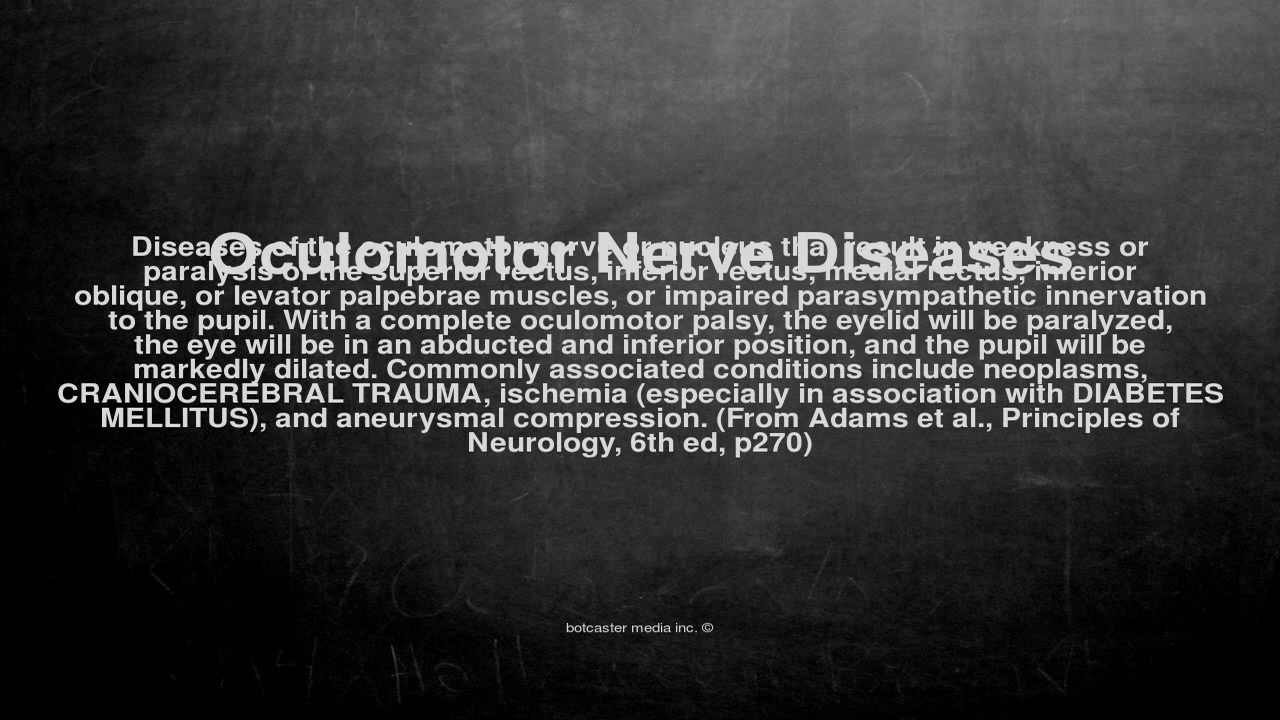 Oculomotor Nerve Diseases
Diseases of the oculomotor nerve or nucleus that result in weakness or
paralysis of the superior rectus, inferior rectus, medial rectus, inferior
oblique, or levator palpebrae muscles, or impaired parasympathetic innervation
to the pupil. With a complete oculomotor palsy, the eyelid will be paralyzed,
the eye will be in an abducted and inferior position, and the pupil will be
markedly dilated. Commonly associated conditions include neoplasms,
CRANIOCEREBRAL TRAUMA, ischemia (especially in association with DIABETES
MELLITUS), and aneurysmal compression. (From Adams et al., Principles of
Neurology, 6th ed, p270)
botcaster media inc. ©